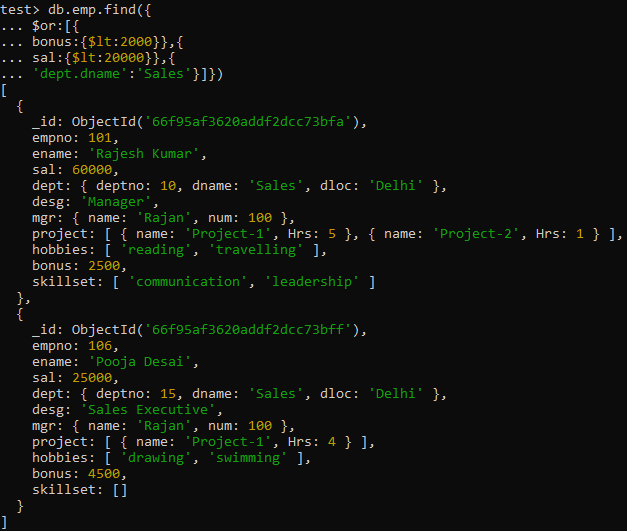 test> db.emp.find({
... $or:[{
... bonus:{$lt:2000}},{
... sal:{$lt:20000}},{
... 'dept.dname':'Sales'}]})
[
  {
    _id: ObjectId('66f95af3620addf2dcc73bfa'),
    empno: 101,
    ename: 'Rajesh Kumar',
    sal: 60000,
    dept: { deptno: 10, dname: 'Sales', dloc: 'Delhi' },
    desg: 'Manager',
    mgr: { name: 'Rajan', num: 100 },
    project: [ { name: 'Project-1', Hrs: 5 }, { name: 'Project-2', Hrs: 1 } ],
    hobbies: [ 'reading', 'travelling' ],
    bonus: 2500,
    skillset: [ 'communication', 'leadership' ]
  },
  {
    _id: ObjectId('66f95af3620addf2dcc73bff'),
    empno: 106,
    ename: 'Pooja Desai',
    sal: 25000,
    dept: { deptno: 15, dname: 'Sales', dloc: 'Delhi' },
    desg: 'Sales Executive',
    mgr: { name: 'Rajan', num: 100 },
    project: [ { name: 'Project-1', Hrs: 4 } ],
    hobbies: [ 'drawing', 'swimming' ],
    bonus: 4500,
    skillset: []
  }
]